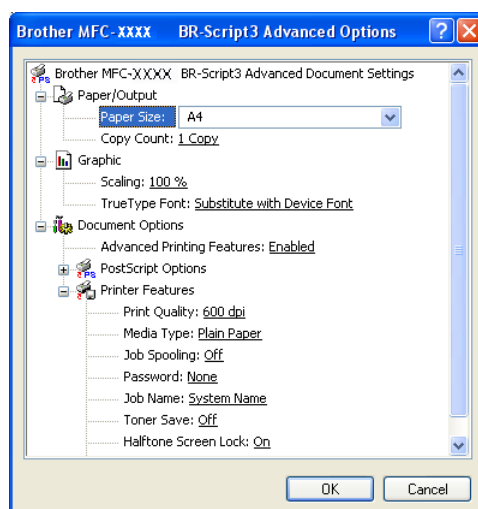 Brother MFC-XXXX BR-Script3 Advanced Options
Brother MFC-XXXX BR-Script3 Advanced Document Settings
Paper/Output
Paper Size: A4
Copy Count: 1 Copy
Graphic
Scaling: 100 %
TrueType Font: Substitute with Device Font
Document Options
Advanced Printing Features: Enabled
PS PostScript Options
Printer Features
Print Quality: 600 dpi
Media Type: Plain Paper
Job Spooling: Off
Password: None
Job Name: System Name
Toner Save: Off
Halftone Screen Lock: On
OK Cancel